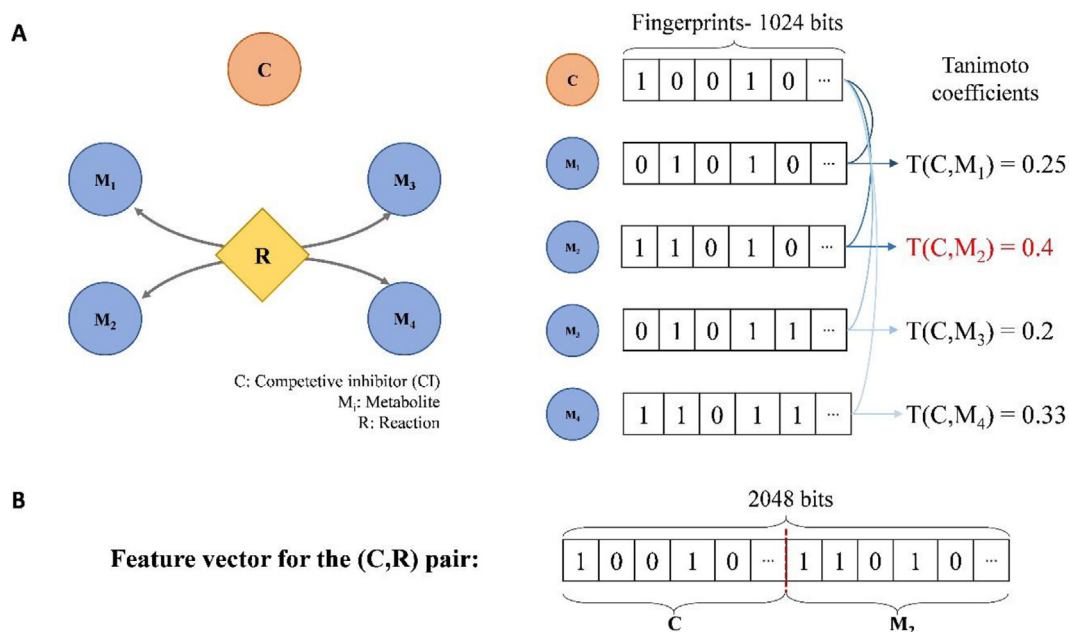 A
C
M1
M3
R
M2
M4
C: Competetive inhibitor (CI)
Mi: Metabolite
R: Reaction
Fingerprints- 1024 bits
Tanimoto
coefficients
C 1 0 0 1 0 ...
M1 0 1 0 1 0 ... T(C,M1) = 0.25
M2 1 1 0 1 0 ... T(C,M2) = 0.4
M3 0 1 0 1 1 ... T(C,M3) = 0.2
M4 1 1 0 1 1 ... T(C,M4) = 0.33
B
2048 bits
Feature vector for the (C,R) pair: 1 0 0 1 0 ... 1 1 0 1 0 ...
C M2